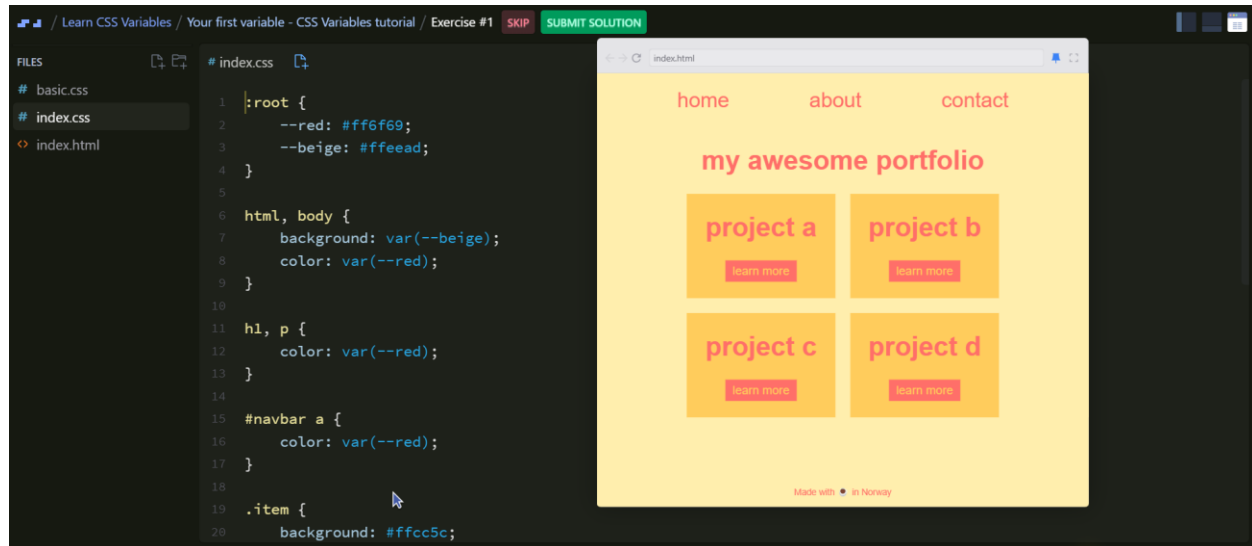 / Learn CSS Variables / Your first variable - CSS Variables tutorial / Exercise #1 SKIP SUBMIT SOLUTION
FILES
# basic.css
# index.css
<> index.html
# index.css
1 :root {
2 --red: #ff6f69;
3 --beige: #ffeead;
4 }
5
6 html, body {
7 background: var(--beige);
8 color: var(--red);
9 }
10
11 h1, p {
12 color: var(--red);
13 }
14
15 #navbar a {
16 color: var(--red);
17 }
18
19 .item {
20 background: #ffcc5c;
index.html
home about contact
my awesome portfolio
project a project b
learn more learn more
project c project d
learn more learn more
Made with in Norway